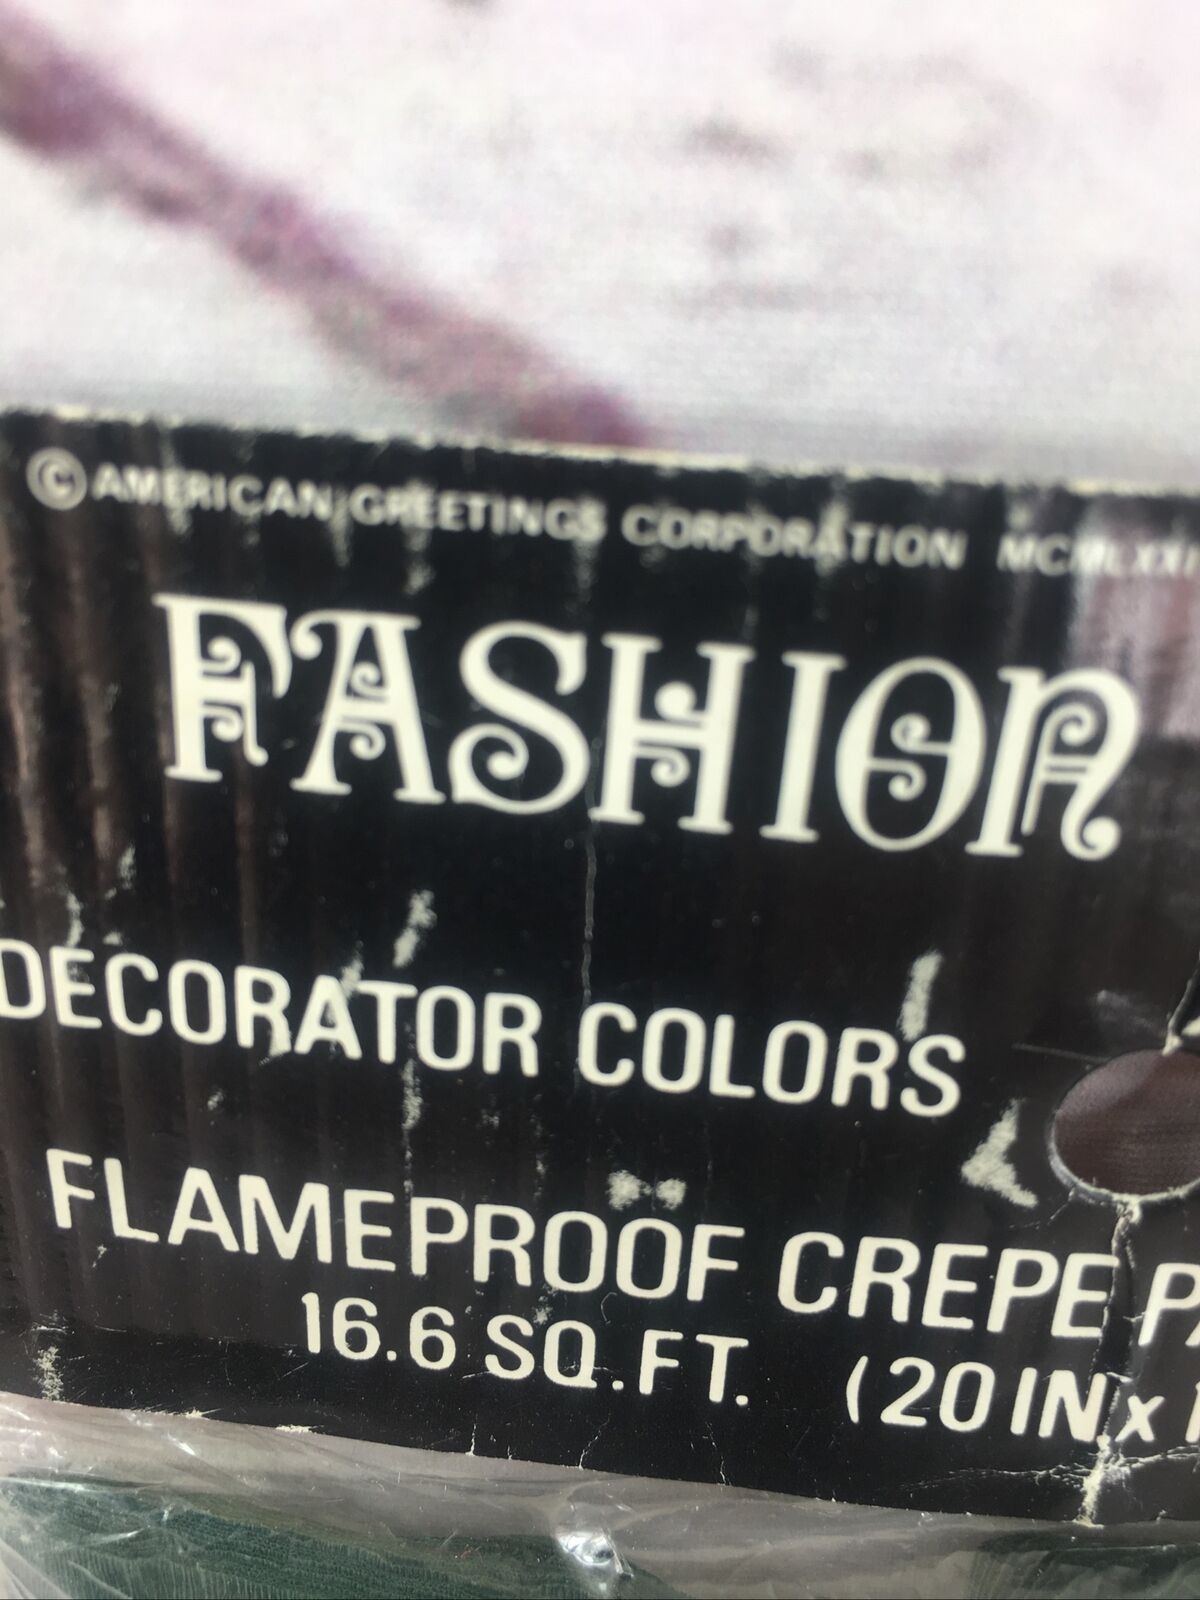 © AMERICAN GREETINGS CORPORATION
FASHION
DECORATOR COLORS
FLAMEPROOF CREPE
16.6 SQ.FT. (20 IN x